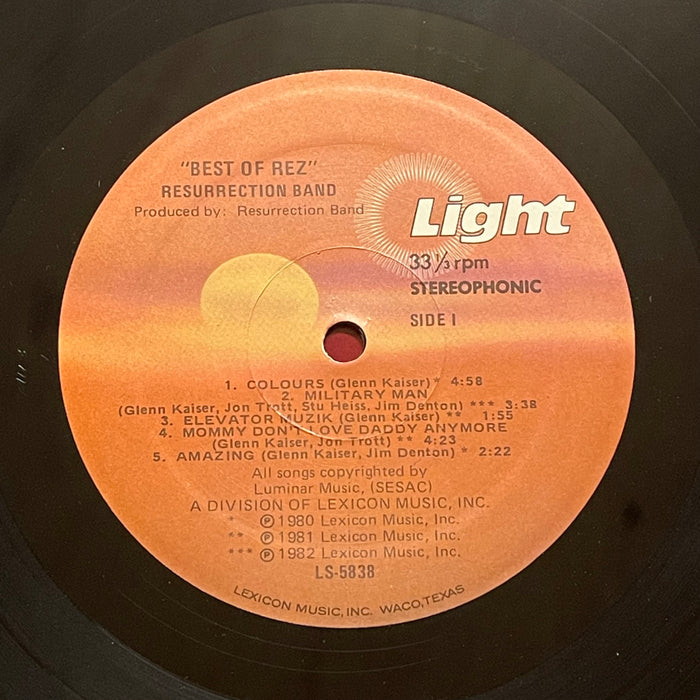 "BEST OF REZ"
RESURRECTION BAND
Produced by: Resurrection Band
Light
33 1/3 rpm
STEREOPHONIC
SIDE I
1. COLOURS (Glenn Kaiser)* 4:58
2. MILITARY MAN
(Glenn Kaiser, Jon Trott, Stu Heiss, Jim Denton) *** 3:38
3. ELEVATOR MUZIK (Glenn Kaiser) ** 1:55
4. MOMMY DON'T LOVE DADDY ANYMORE
(Glenn Kaiser, Jon Trott) ** 4:23
5. AMAZING (Glenn Kaiser, Jim Denton) * 2:22
All songs copyrighted by
Luminar Music, (SESAC)
A DIVISION OF LEXICON MUSIC, INC.
* ℗ 1980 Lexicon Music, Inc.
** ℗ 1981 Lexicon Music, Inc.
*** ℗ 1982 Lexicon Music, Inc.
LS-5838
LEXICON MUSIC, INC. WACO, TEXAS